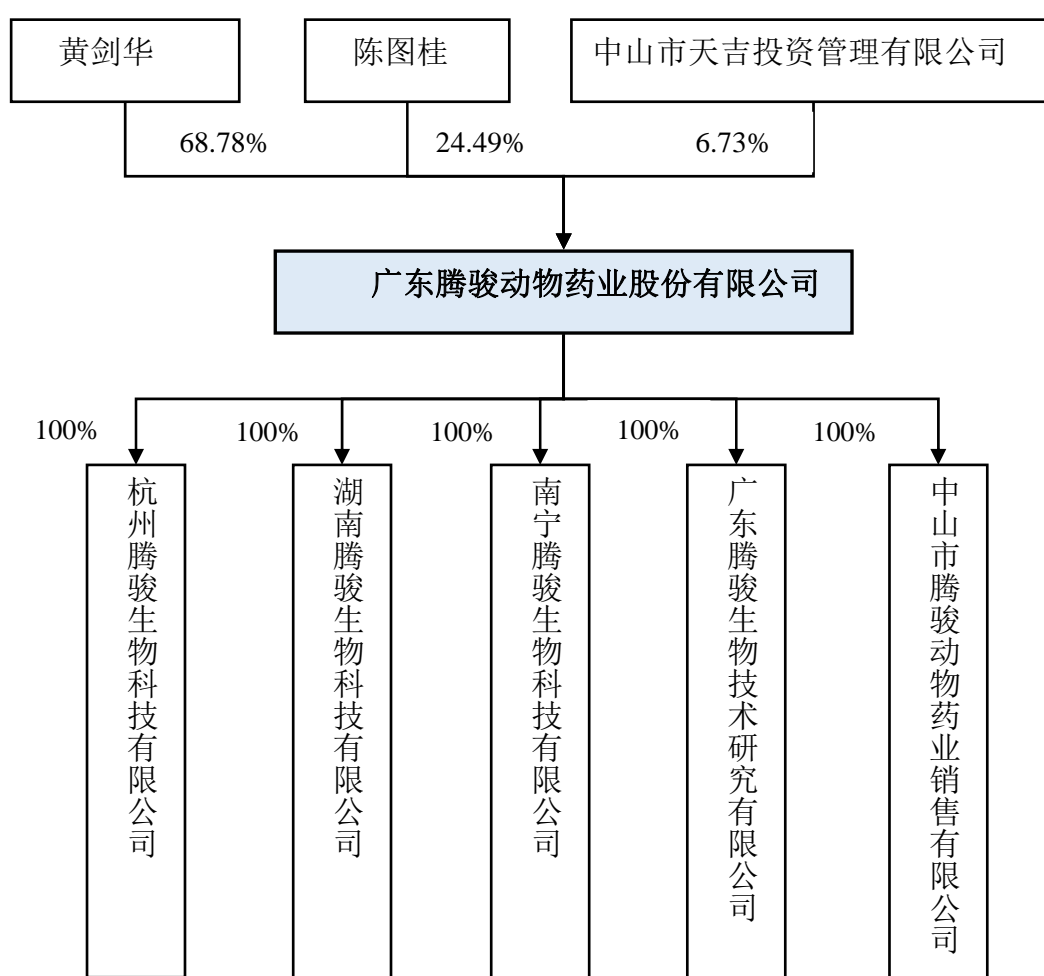 黄剑华
陈图桂
中山市天吉投资管理有限公司
68.78%
24.49%
6.73%
广东腾骏动物药业股份有限公司
100%
100%
100%
100%
100%
杭州腾骏生物科技有限公司
湖南腾骏生物科技有限公司
南宁腾骏生物科技有限公司
广东腾骏生物技术研究有限公司
中山市腾骏动物药业销售有限公司